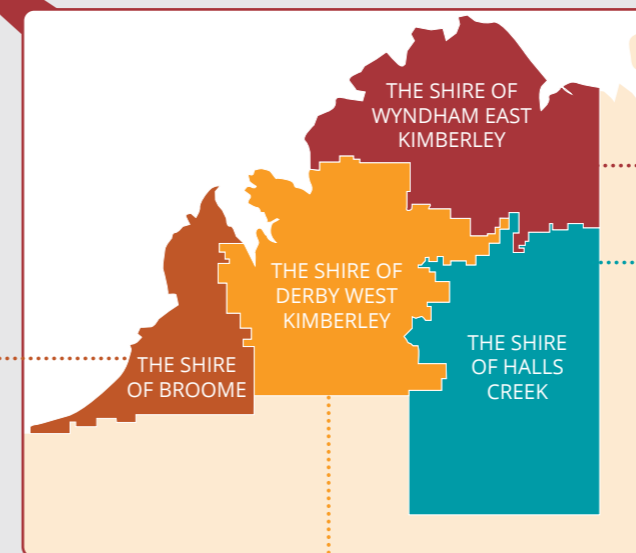 THE SHIRE OF
WYNDHAM EAST
KIMBERLEY
THE SHIRE OF
DERBY WEST
KIMBERLEY
THE SHIRE
OF HALLS
CREEK
THE SHIRE
OF BROOME